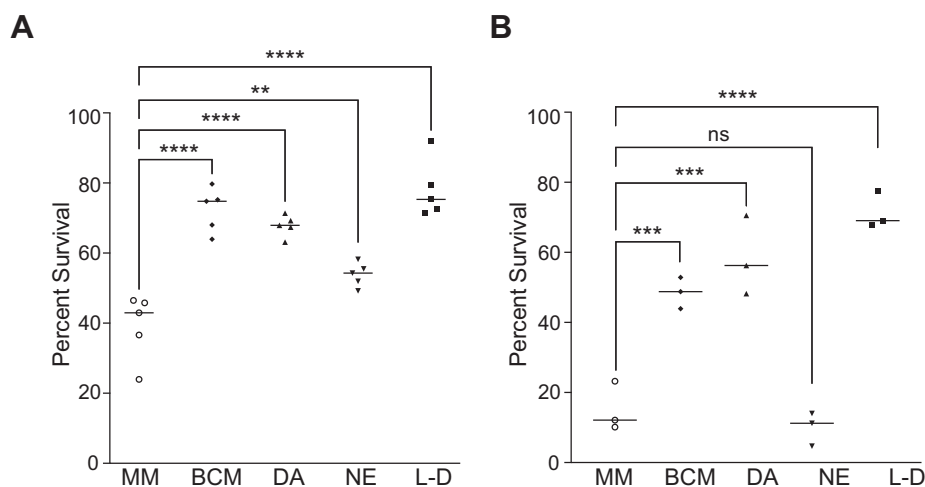 A
****
**
****
****
100
80
60
40
20
0
Percent Survival
MM BCM DA NE L-D
B
****
ns
***
***
100
80
60
40
20
0
Percent Survival
MM BCM DA NE L-D